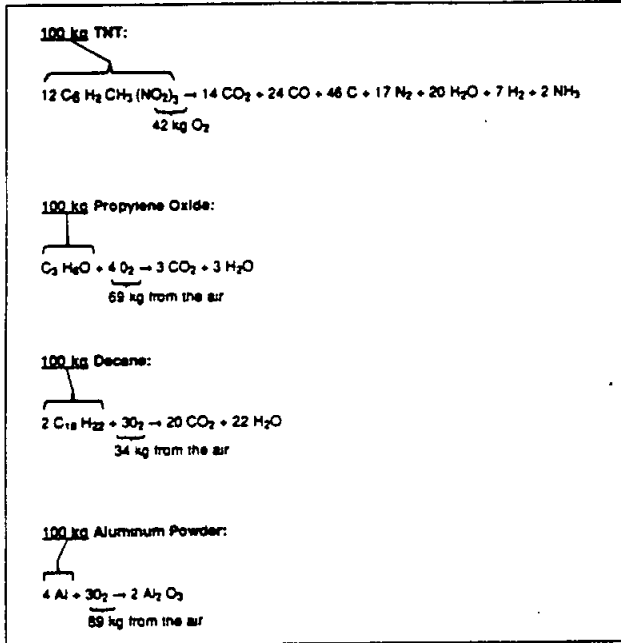 100 kg TNT:
12 C₆ H₂ CH₃ (NO₂)₃ → 14 CO₂ + 24 CO + 46 C + 17 N₂ + 20 H₂O + 7 H₂ + 2 NH₃
42 kg O₂
100 kg Propylene Oxide:
C₃ H₆O + 4 O₂ → 3 CO₂ + 3 H₂O
69 kg from the air
100 kg Decane:
2 C₁₈ H₂₂ + 3O₂ → 20 CO₂ + 22 H₂O
34 kg from the air
100 kg Aluminum Powder:
4 Al + 3O₂ → 2 Al₂ O₃
89 kg from the air